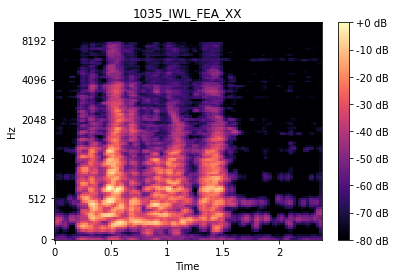 1035_IWL_FEA_XX
8192
4096
2048
1024
512
0
Hz
0
0.5
1
1.5
2
Time
+0 dB
-10 dB
-20 dB
-30 dB
-40 dB
-50 dB
-60 dB
-70 dB
-80 dB